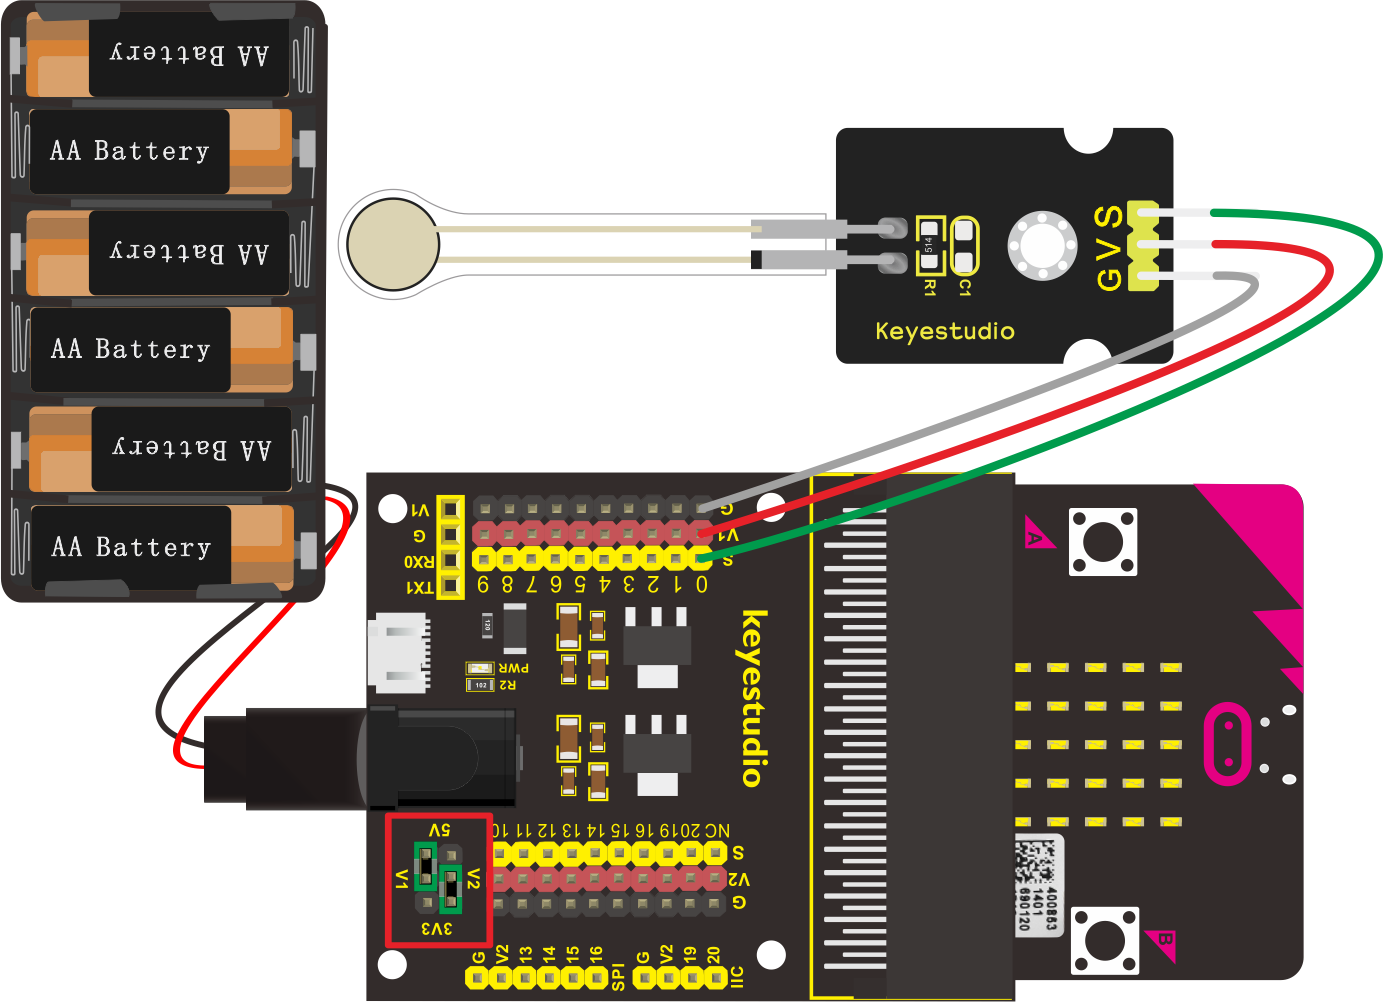 AA Battery
AA Battery
AA Battery
AA Battery
AA Battery
AA Battery
514
R1
C1
G V S
Keyestudio
V1
G
RX0
TX1
G
V1
S
9 8 7 6 5 4 3 2 1 0
120
PWR
102
R2
keyestudio
A
5V
V1
V2
3V3
10 11 12 13 14 15 16 19 20 NC
S
V2
G
G V2 13 14 15 16
SPI
G V2 19 20
IIC
400863
1401
690120
B